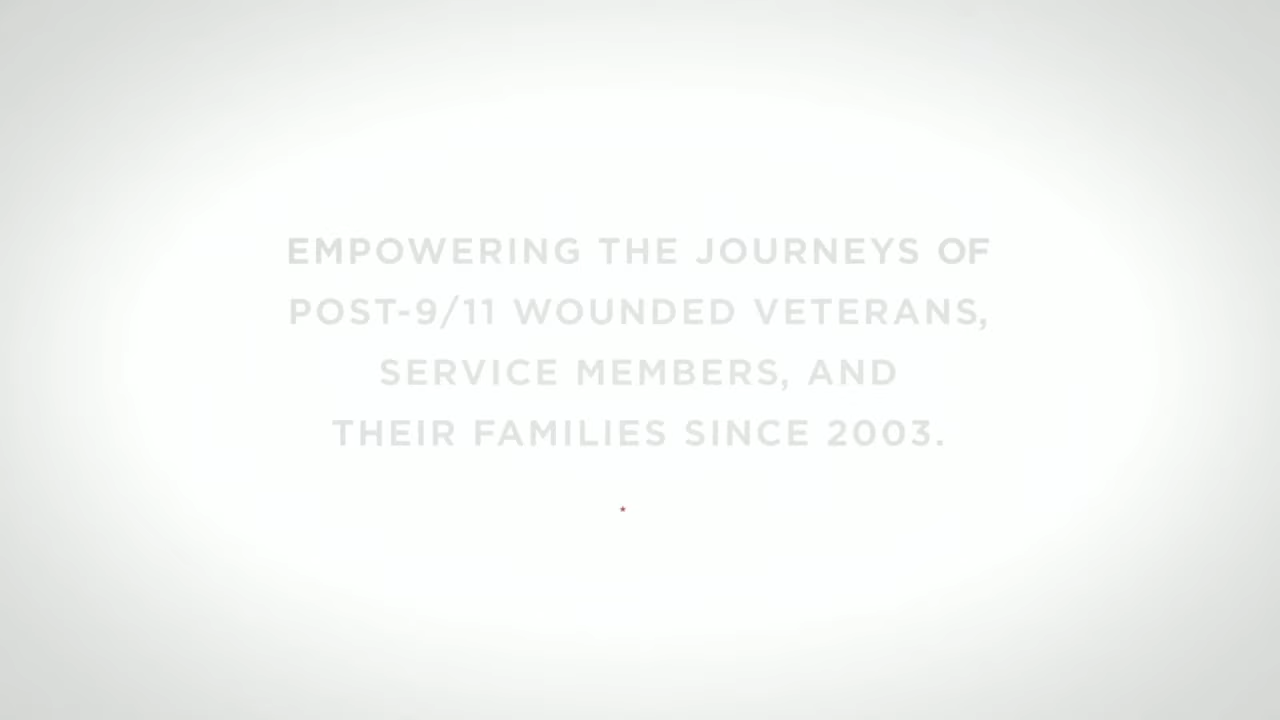 EMPOWERING THE JOURNEYS OF
POST-9/11 WOUNDED VETERANS,
SERVICE MEMBERS, AND
THEIR FAMILIES SINCE 2003.